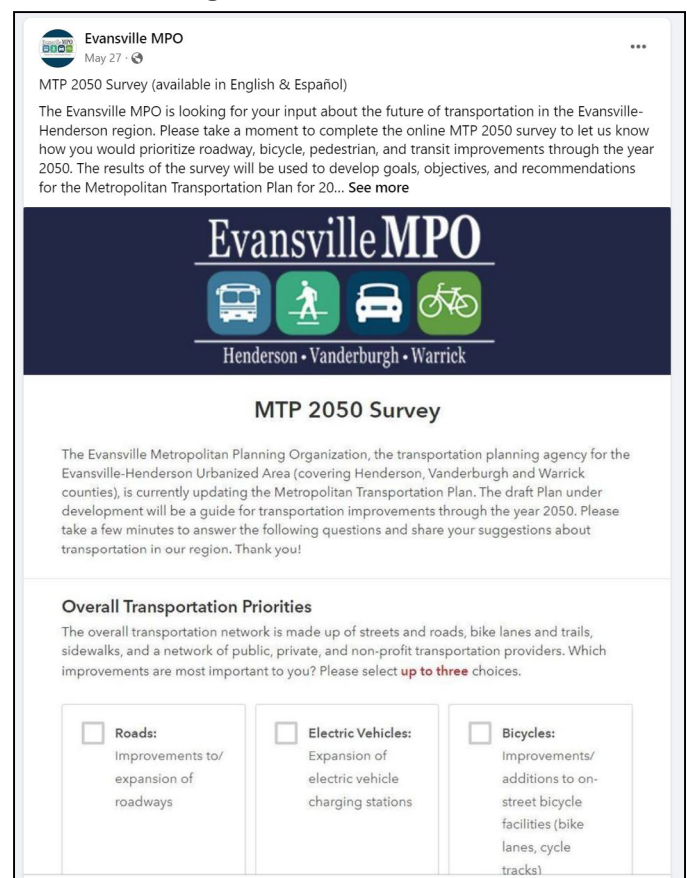 Evansville MPO
May 27 ·
MTP 2050 Survey (available in English & Español)
The Evansville MPO is looking for your input about the future of transportation in the Evansville-
Henderson region. Please take a moment to complete the online MTP 2050 survey to let us know
how you would prioritize roadway, bicycle, pedestrian, and transit improvements through the year
2050. The results of the survey will be used to develop goals, objectives, and recommendations
for the Metropolitan Transportation Plan for 20... See more
Evansville MPO
Henderson • Vanderburgh • Warrick
MTP 2050 Survey
The Evansville Metropolitan Planning Organization, the transportation planning agency for the
Evansville-Henderson Urbanized Area (covering Henderson, Vanderburgh and Warrick
counties), is currently updating the Metropolitan Transportation Plan. The draft Plan under
development will be a guide for transportation improvements through the year 2050. Please
take a few minutes to answer the following questions and share your suggestions about
transportation in our region. Thank you!
Overall Transportation Priorities
The overall transportation network is made up of streets and roads, bike lanes and trails,
sidewalks, and a network of public, private, and non-profit transportation providers. Which
improvements are most important to you? Please select up to three choices.
Roads:
Improvements to/
expansion of
roadways
Electric Vehicles:
Expansion of
electric vehicle
charging stations
Bicycles:
Improvements/
additions to on-
street bicycle
facilities (bike
lanes, cycle
tracks)